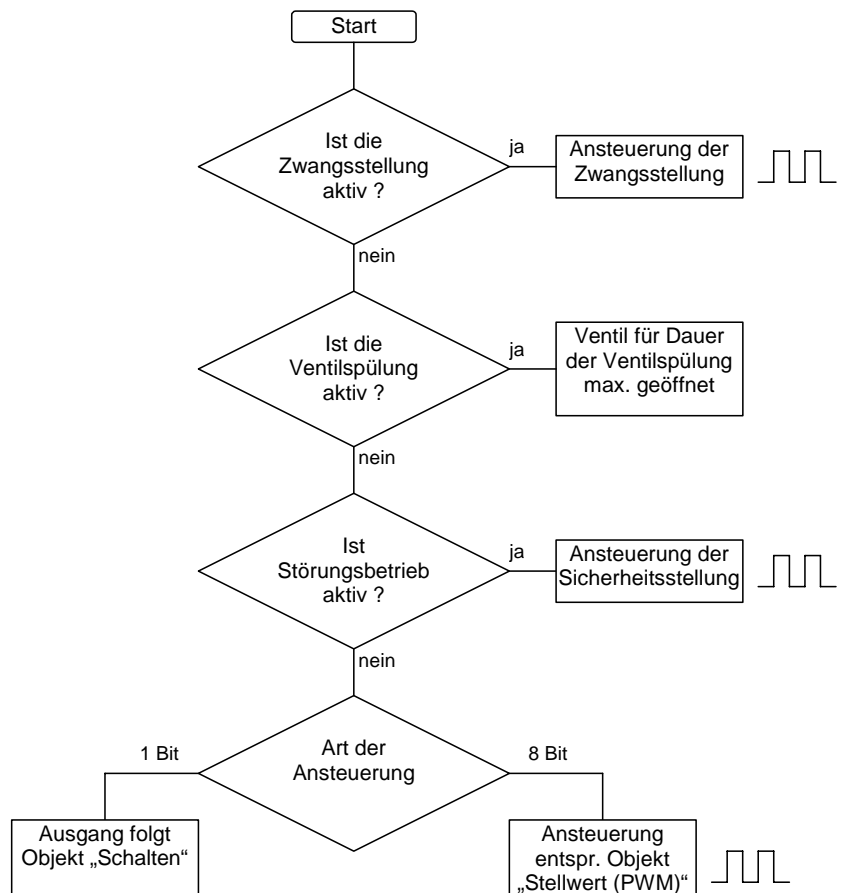 Start
Ist die
Zwangsstellung
aktiv ?
ja
Ansteuerung der
Zwangsstellung
nein
Ist die
Ventilspülung
aktiv ?
ja
Ventil für Dauer
der Ventilspülung
max. geöffnet
nein
Ist
Störungsbetrieb
aktiv ?
ja
Ansteuerung der
Sicherheitsstellung
nein
Art der
Ansteuerung
1 Bit
8 Bit
Ausgang folgt
Objekt „Schalten“
Ansteuerung
entspr. Objekt
„Stellwert (PWM)“